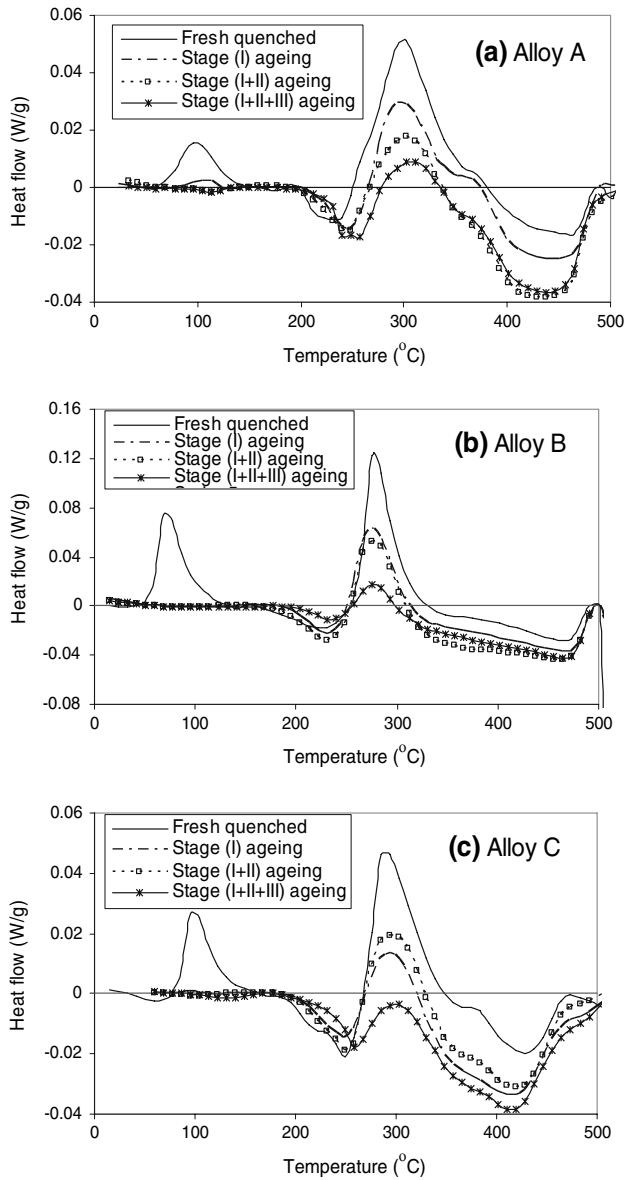 0.06
0.04
0.02
0
-0.02
-0.04
Heat flow (W/g)
Fresh quenched
Stage (I) ageing
Stage (I+II) ageing
Stage (I+II+III) ageing
(a) Alloy A
0 100 200 300 400 500
Temperature (°C)
0.16
0.12
0.08
0.04
0
-0.04
-0.08
Heat flow (W/g)
Fresh quenched
Stage (I) ageing
Stage (I+II) ageing
Stage (I+II+III) ageing
(b) Alloy B
0 100 200 300 400 500
Temperature (°C)
0.06
0.04
0.02
0
-0.02
-0.04
Heat flow (W/g)
Fresh quenched
Stage (I) ageing
Stage (I+II) ageing
Stage (I+II+III) ageing
(c) Alloy C
0 100 200 300 400 500
Temperature (°C)